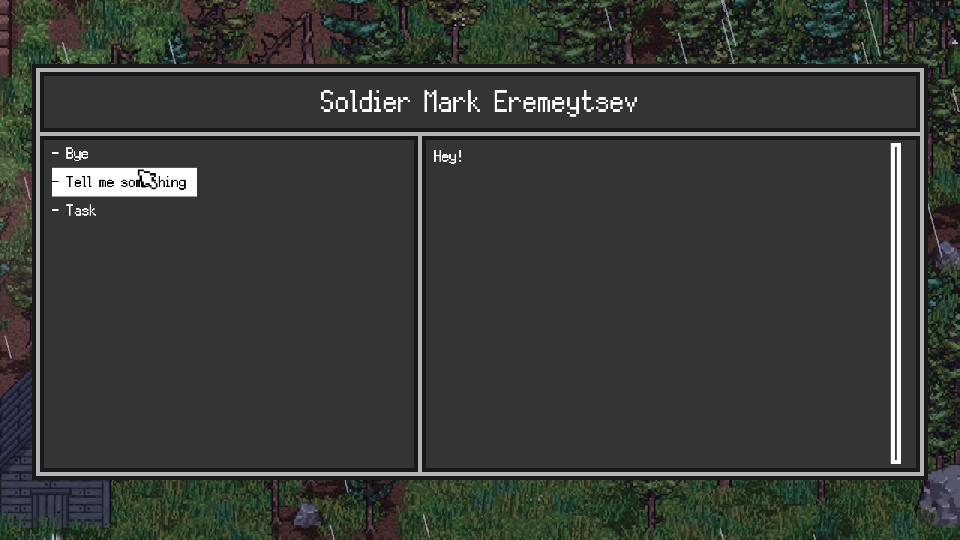 Soldier Mark Eremeytsev
- Bye
- Tell me something
- Task
Hey!